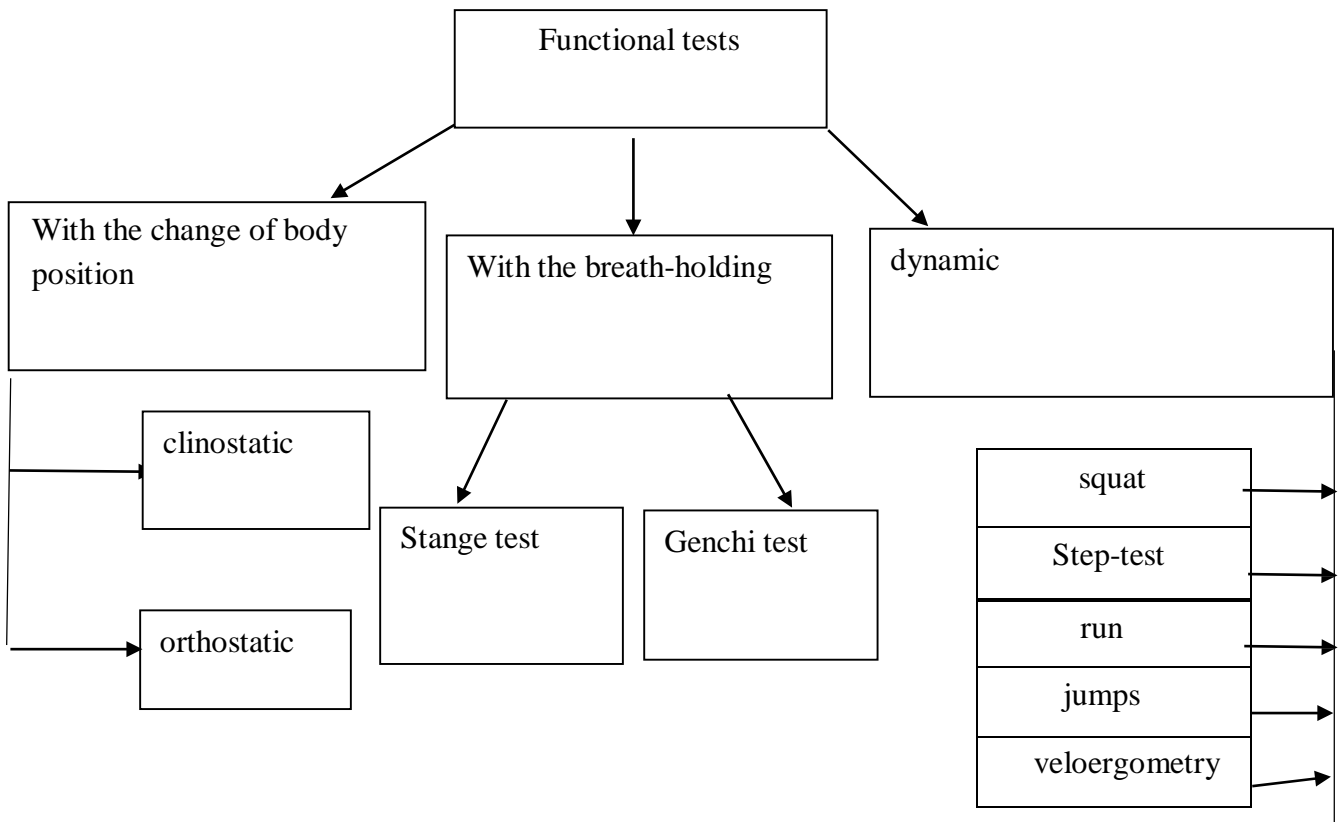 Functional tests
With the change of body
position
With the breath-holding
dynamic
clinostatic
orthostatic
Stange test
Genchi test
squat
Step-test
run
jumps
veloergometry